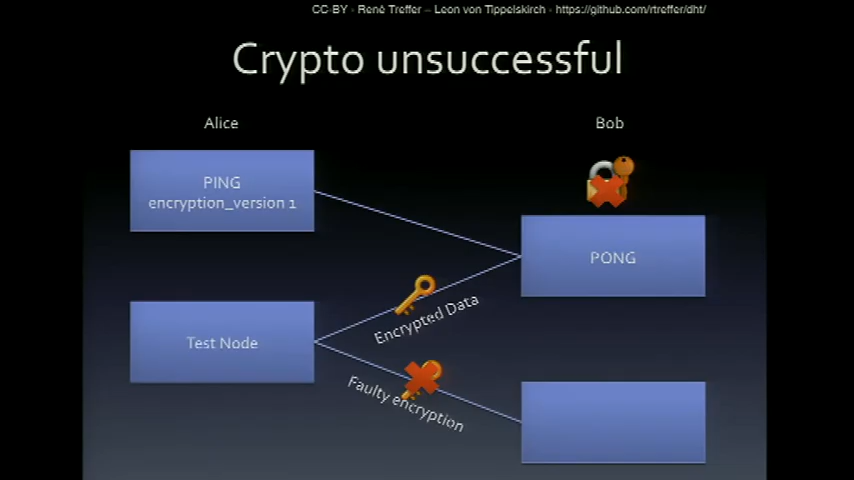 CC-BY · René Treffer – Leon von Tippelskirch · https://github.com/rtreffer/dht/
Crypto unsuccessful
Alice
Bob
PING
encryption_version 1
PONG
Encrypted Data
Test Node
Faulty encryption